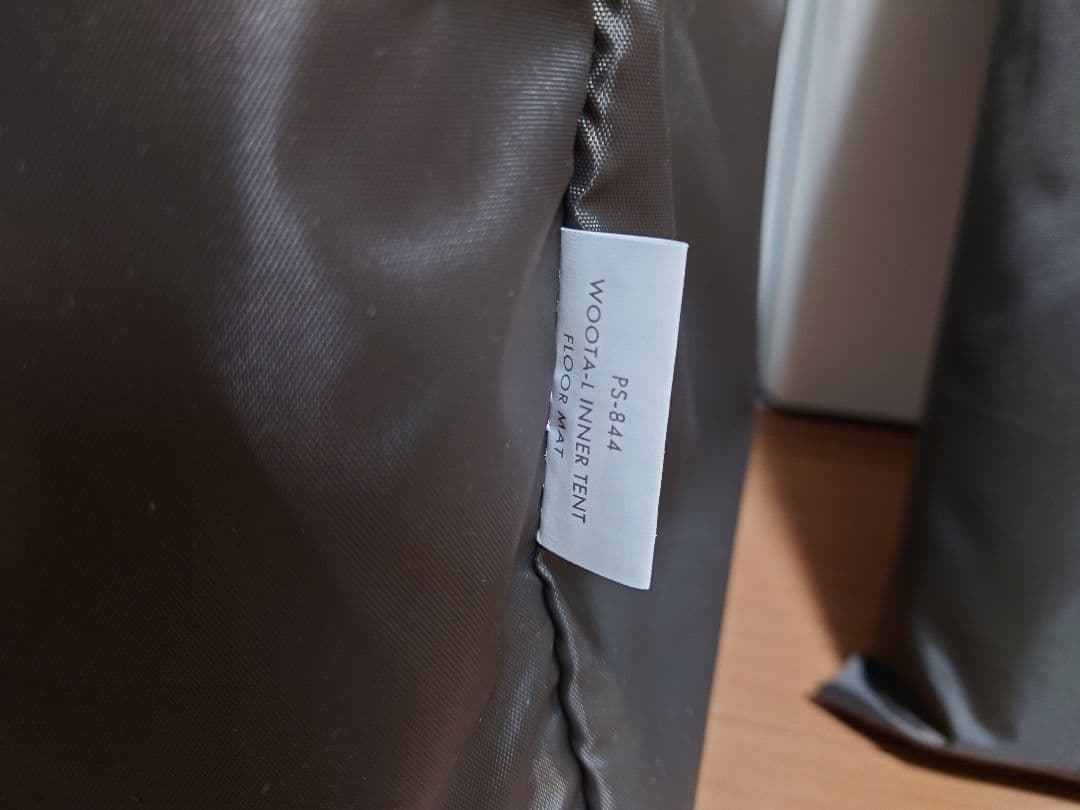 PS-844
WOOTA-L INNER TENT
FLOOR MAT